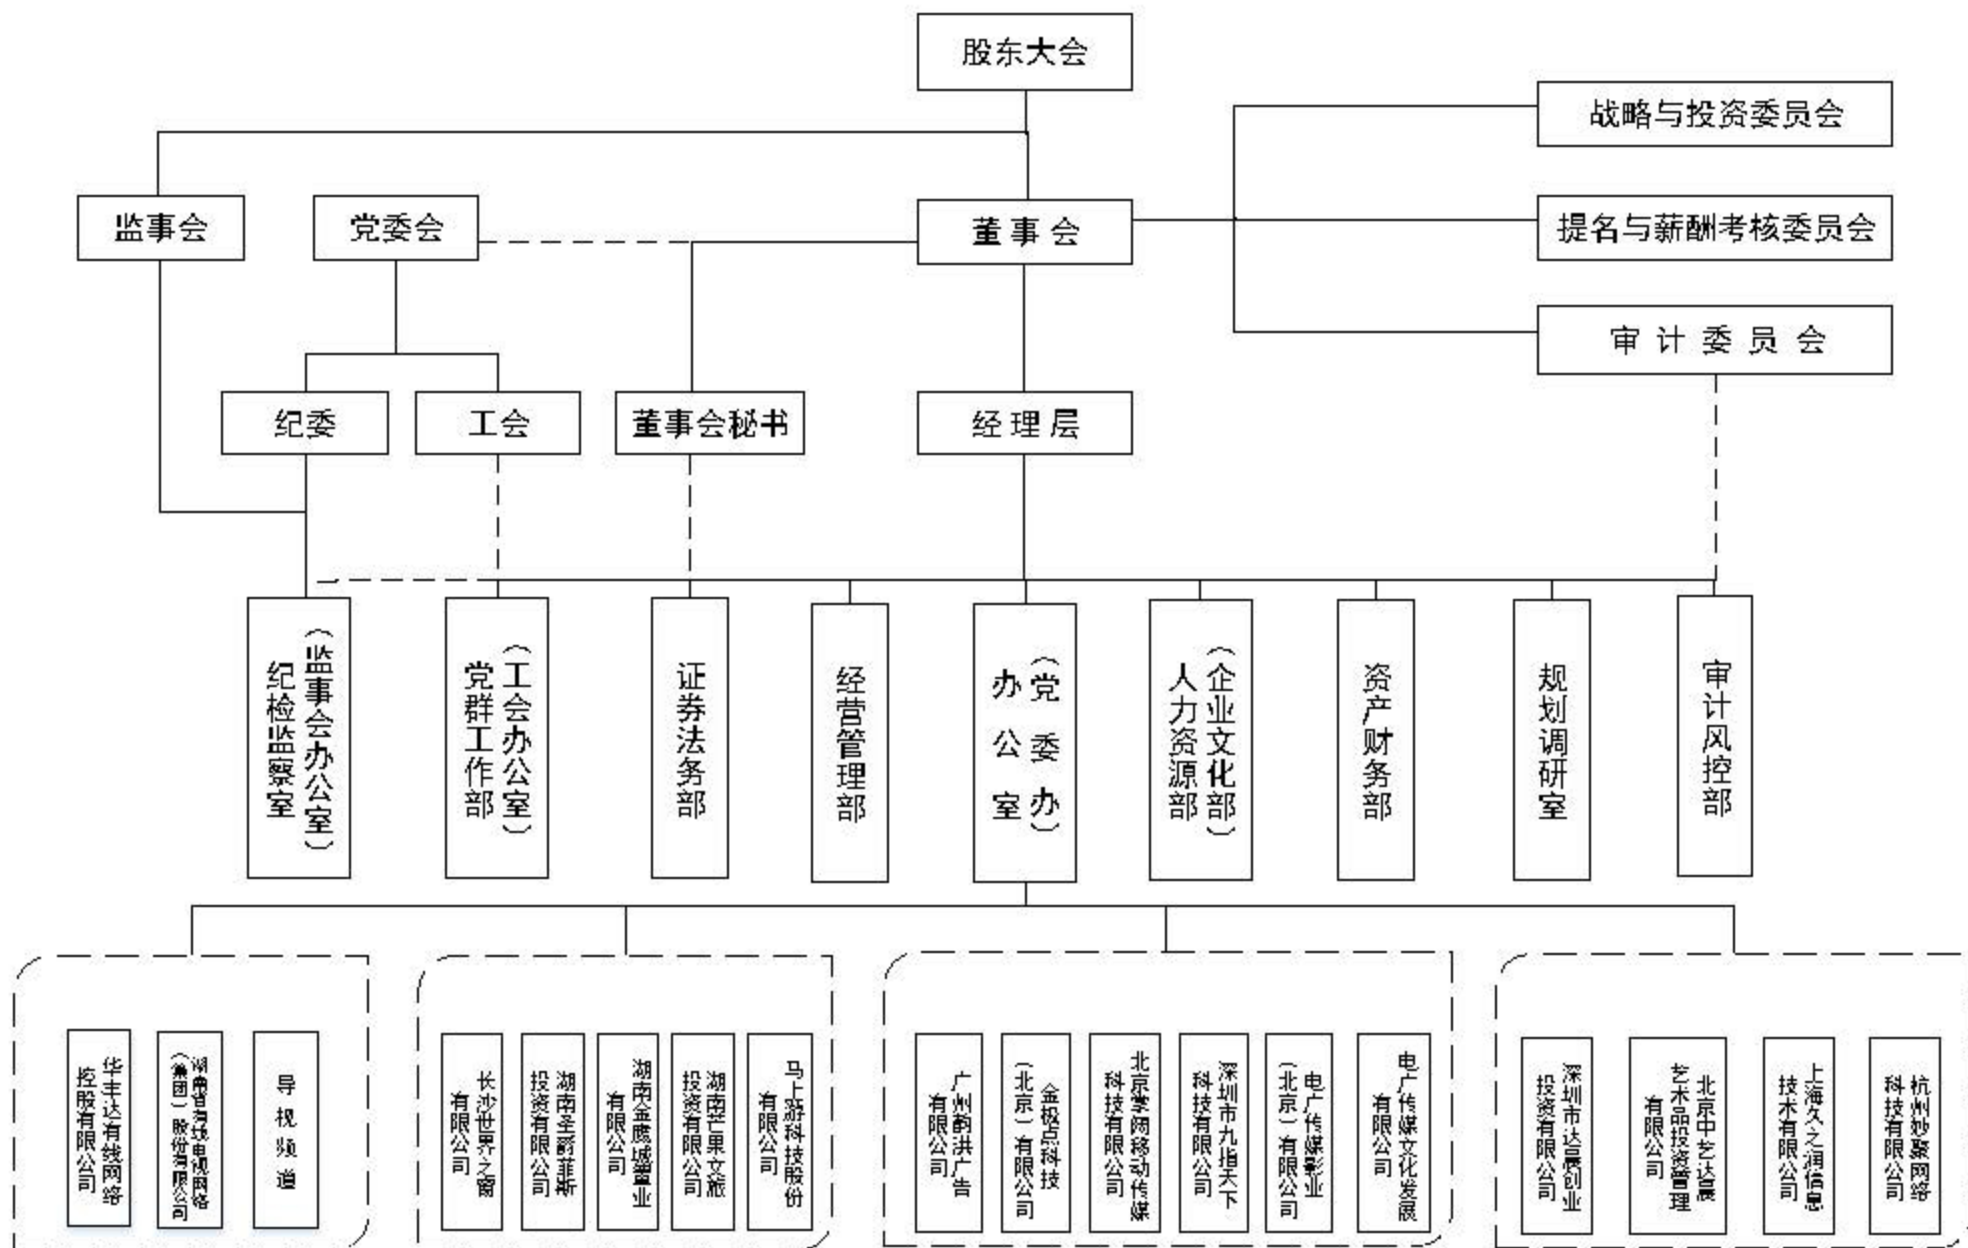 股东大会
战略与投资委员会
监事会
党委会
董 事 会
提名与薪酬考核委员会
审 计 委 员 会
纪委
工会
董事会秘书
经 理 层
纪检监察室
（监事会办公室）
党群工作部
（工会办公室）
证券法务部
经营管理部
办 公 室
（党 委 办）
人力资源部
（企业文化部）
资产财务部
规划调研室
审计风控部
华丰达有线网络
控股有限公司
湖南省有线电视网络
（集团）股份有限公司
导 视 频 道
长沙世界之窗
有限公司
湖南圣爵菲斯
投资有限公司
湖南金鹰城置业
有限公司
湖南芒果文旅
投资有限公司
马上游科技股份
有限公司
广州韵洪广告
有限公司
金极点科技
（北京）有限公司
北京掌阔移动传媒
科技有限公司
深圳市九指天下
科技有限公司
电广传媒影业
（北京）有限公司
电广传媒文化发展
有限公司
深圳市达晨创业
投资有限公司
北京中艺达晨
艺术品投资管理
有限公司
上海久之润信息
技术有限公司
杭州妙聚网络
科技有限公司